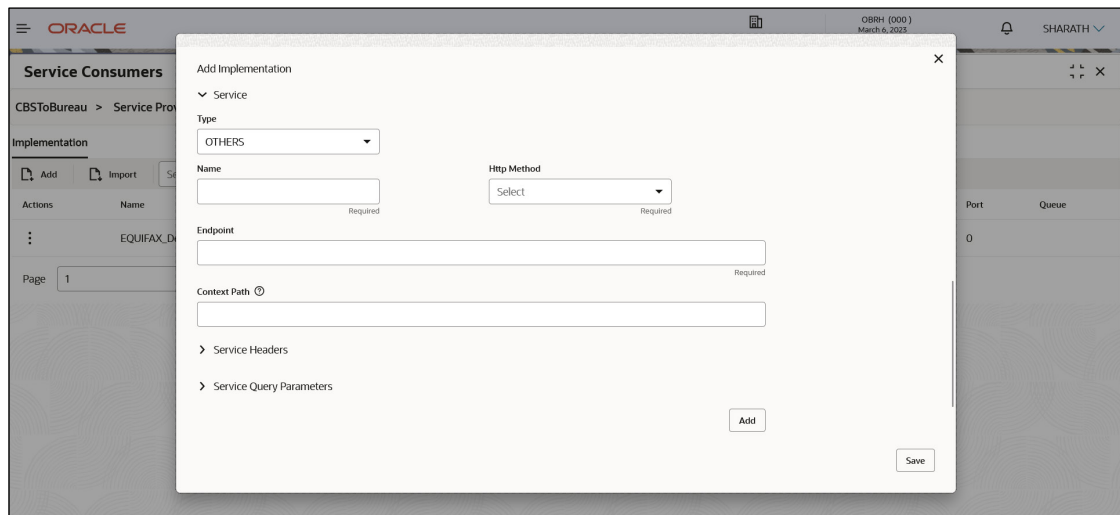 ORACLE
OBRH (000 )
March 6, 2023
SHARATH
Service Consumers
CBSToBureau > Service Prov
Implementation
Add Import Se
Actions Name Port Queue
EQUIFAX_De 0
Page 1
Add Implementation
Service
Type
OTHERS
Name Http Method
Select
Required Required
Endpoint
Required
Context Path
Service Headers
Service Query Parameters
Add
Save